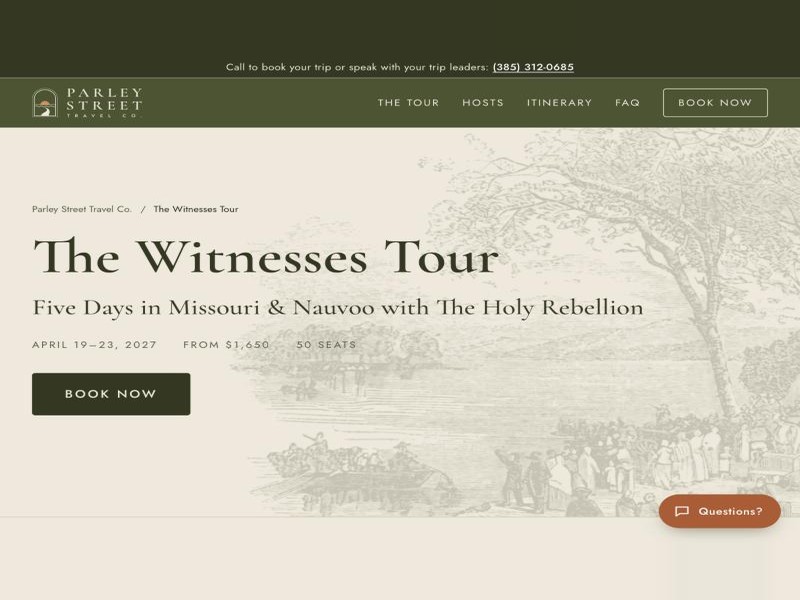 Call to book your trip or speak with your trip leaders: (385) 312-0685
PARLEY
STREET
TRAVEL CO.
THE TOUR
HOSTS
ITINERARY
FAQ
BOOK NOW
Parley Street Travel Co. / The Witnesses Tour
The Witnesses Tour
Five Days in Missouri & Nauvoo with The Holy Rebellion
APRIL 19–23, 2027 FROM $1,650 50 SEATS
BOOK NOW
Questions?